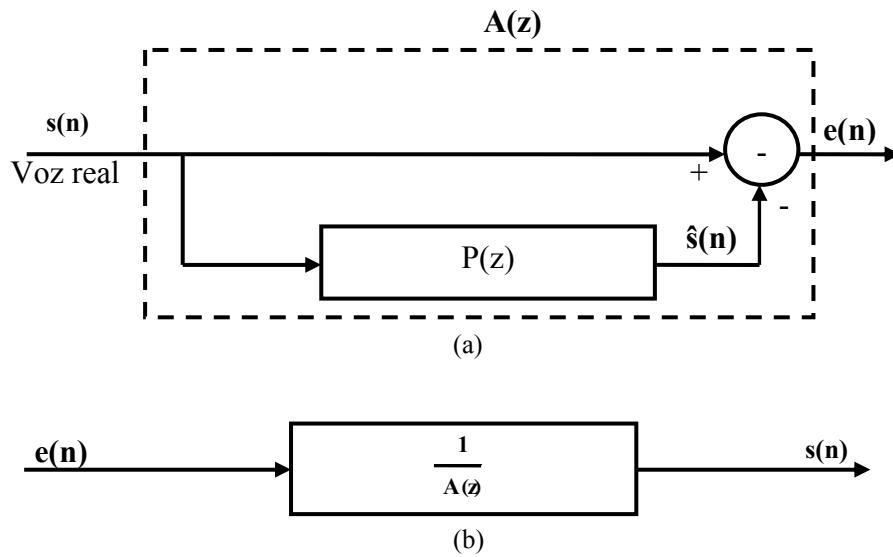 A(z)
s(n)
Voz real
+
-
e(n)
-
P(z)
ŝ(n)
(a)
e(n)
1
A(z)
s(n)
(b)